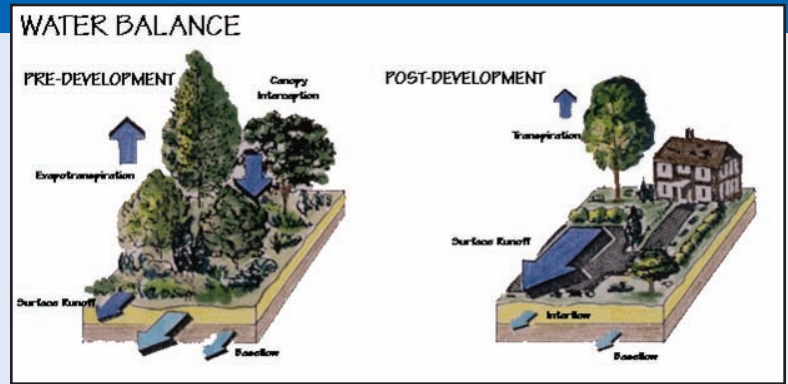 WATER BALANCE
PRE-DEVELOPMENT
Canopy
Interception
Evapotranspiration
Surface Runoff
Baseflow
POST-DEVELOPMENT
Transpiration
Surface Runoff
Interflow
Baseflow